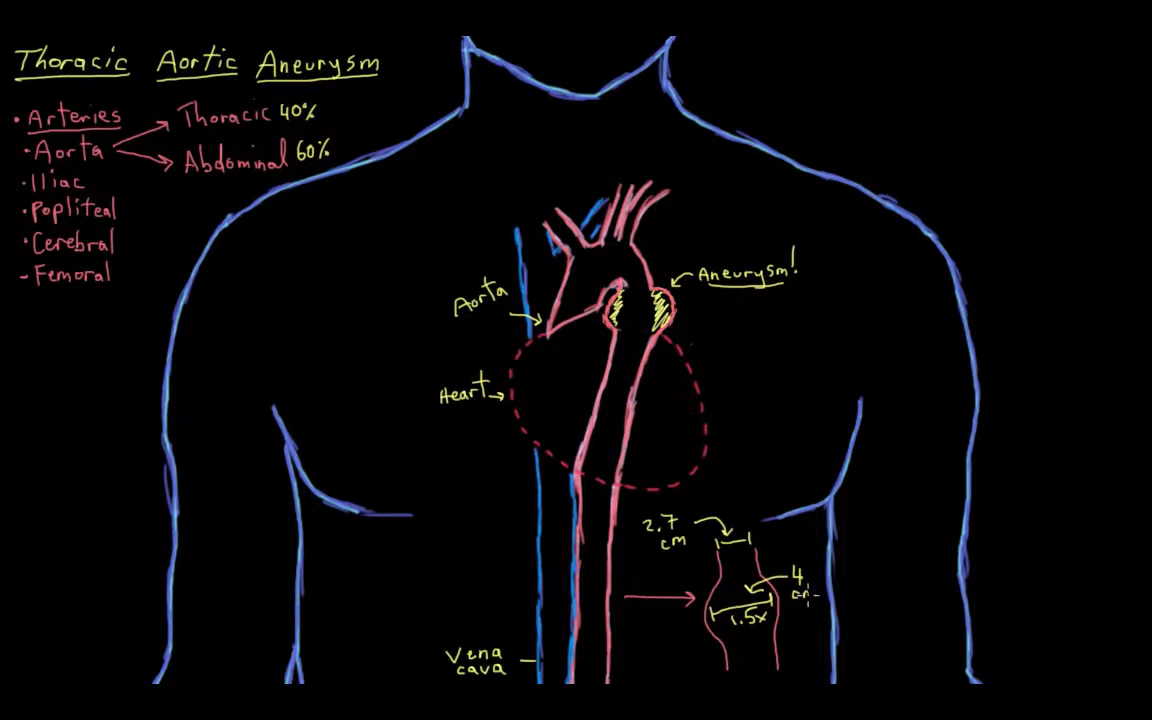 Thoracic Aortic Aneurysm
• Arteries
• Aorta
Thoracic 40%
Abdominal 60%
• Iliac
• Popliteal
• Cerebral
- Femoral
Aneurysm!
Aorta
Heart
2.7
cm
4
1.5x
Vena
cava